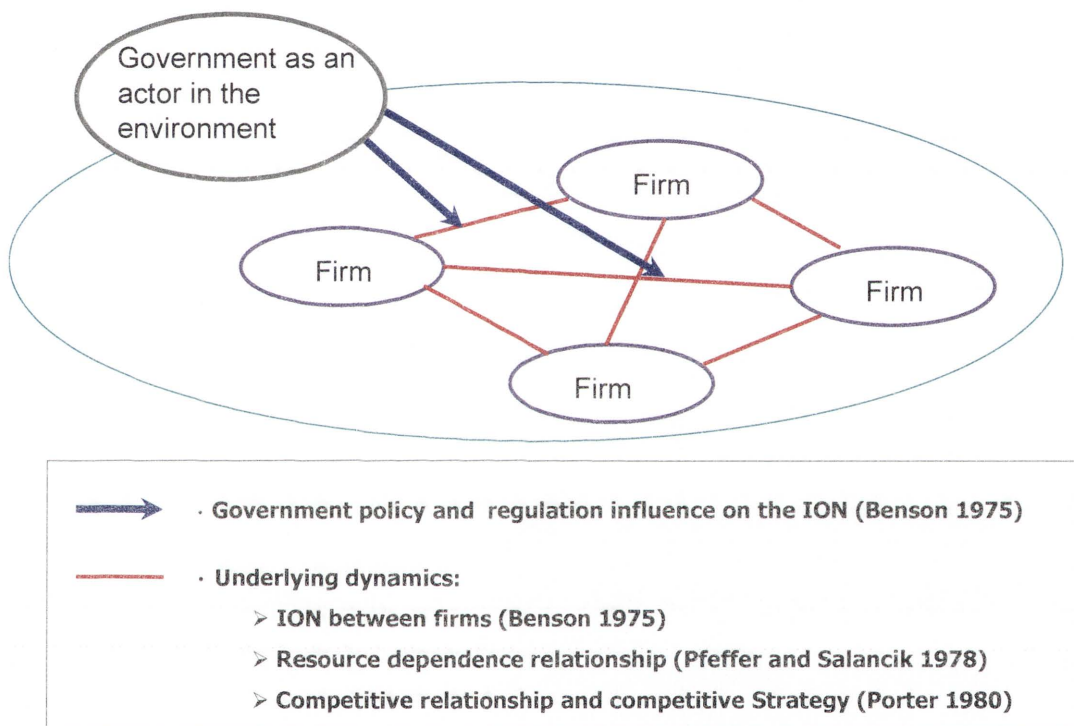 Government as an
actor in the
environment
Firm
Firm
Firm
Firm
· Government policy and regulation influence on the ION (Benson 1975)
· Underlying dynamics:
➢ ION between firms (Benson 1975)
➢ Resource dependence relationship (Pfeffer and Salancik 1978)
➢ Competitive relationship and competitive Strategy (Porter 1980)